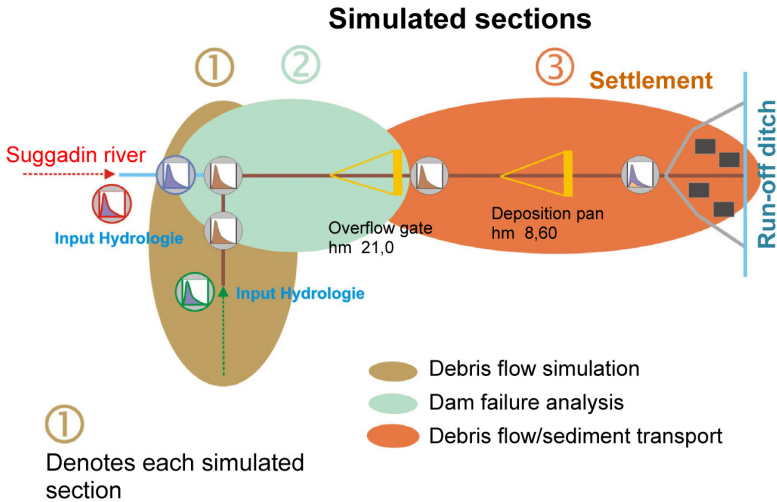 Simulated sections
1
2
3
Settlement
Suggadin river
Input Hydrologie
Overflow gate
hm 21,0
Deposition pan
hm 8,60
Run-off ditch
Input Hydrologie
Debris flow simulation
Dam failure analysis
Debris flow/sediment transport
1
Denotes each simulated
section